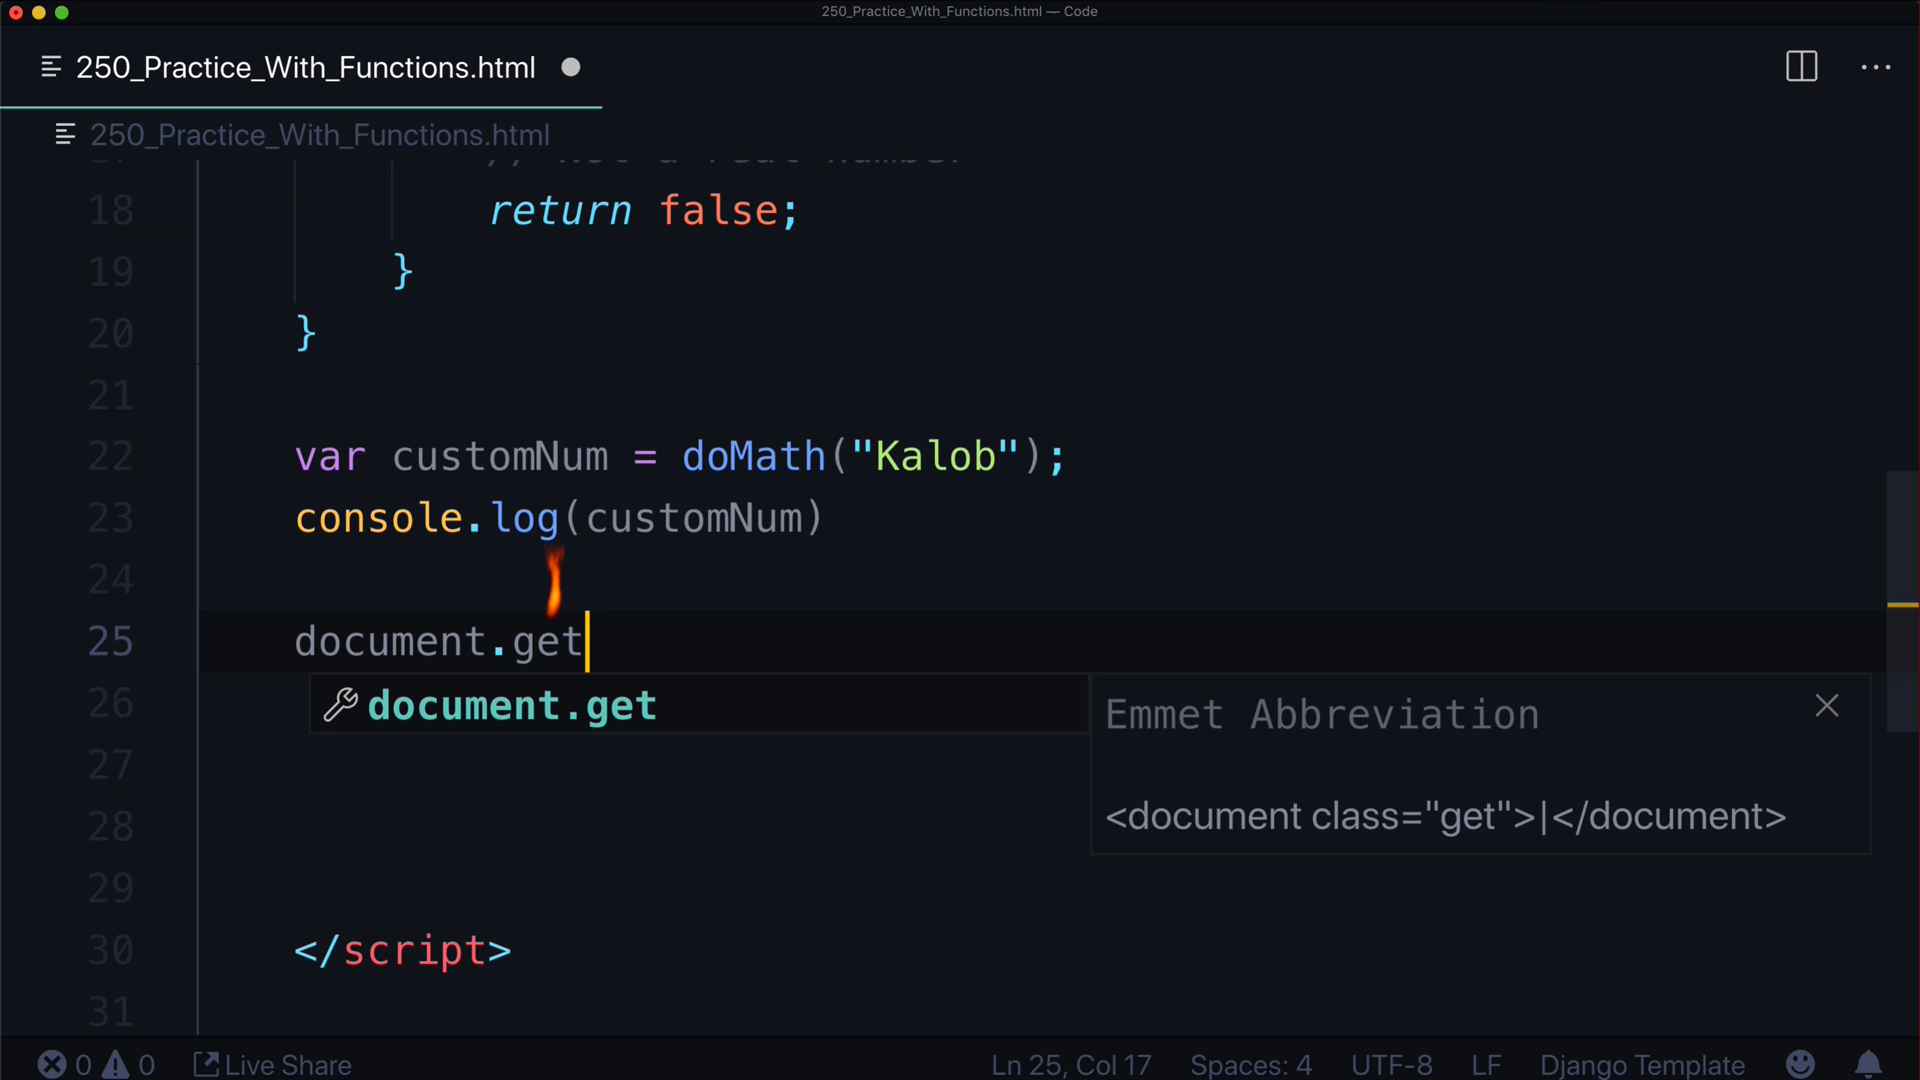 250_Practice_With_Functions.html — Code
250_Practice_With_Functions.html
250_Practice_With_Functions.html
18 return false;
19 }
20 }
21
22 var customNum = doMath("Kalob");
23 console.log(customNum)
24
25 document.get
26 document.get
Emmet Abbreviation
27
<document class="get">|</document>
28
29
30 </script>
31
0 0 Live Share Ln 25, Col 17 Spaces: 4 UTF-8 LF Django Template